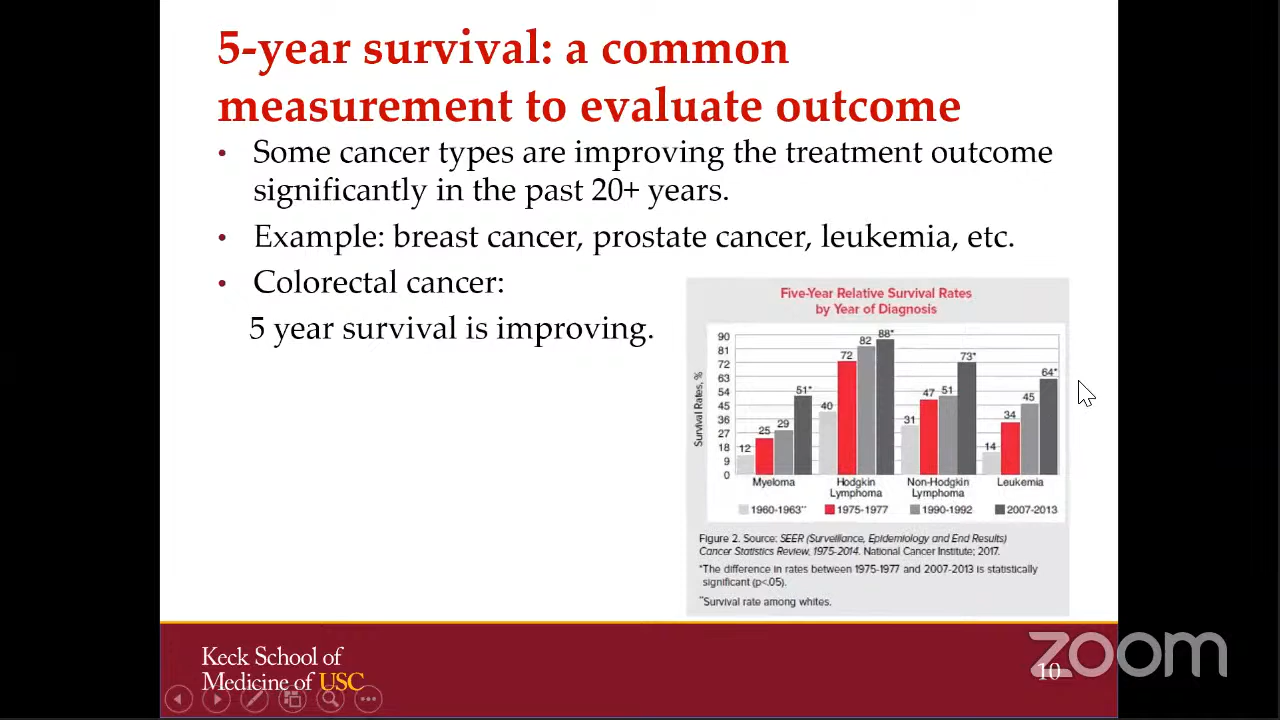 5-year survival: a common
measurement to evaluate outcome
• Some cancer types are improving the treatment outcome
significantly in the past 20+ years.
• Example: breast cancer, prostate cancer, leukemia, etc.
• Colorectal cancer:
5 year survival is improving.
Five-Year Relative Survival Rates
by Year of Diagnosis
Survival Rates, %
90
81
72
63
54
45
36
27
18
9
0
12 25 29 51*
40 72 82 88*
31 47 51 73*
14 34 45 64*
Myeloma Hodgkin Lymphoma Non-Hodgkin Lymphoma Leukemia
1960-1963** 1975-1977 1990-1992 2007-2013
Figure 2. Source: SEER (Surveillance, Epidemiology and End Results)
Cancer Statistics Review, 1975-2014. National Cancer Institute; 2017.
*The difference in rates between 1975-1977 and 2007-2013 is statistically
significant (p<.05).
**Survival rate among whites.
Keck School of
Medicine of USC
10
zoom